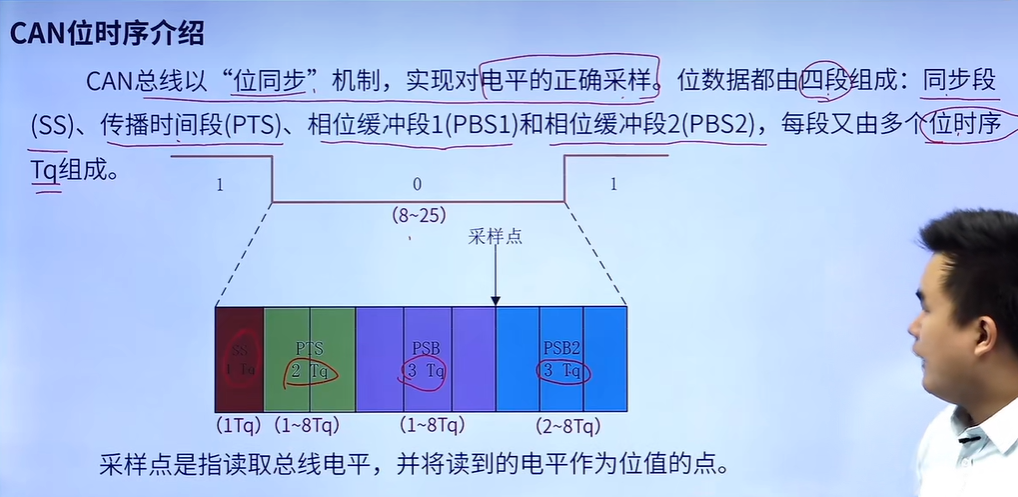 CAN位时序介绍
CAN总线以“位同步”机制，实现对电平的正确采样。位数据都由四段组成：同步段
(SS)、传播时间段(PTS)、相位缓冲段1(PBS1)和相位缓冲段2(PBS2)，每段又由多个位时序
Tq组成。
1 0 1
(8~25)
采样点
SS PTS PSB PSB2
1 Tq 2 Tq 3 Tq 3 Tq
(1Tq) (1~8Tq) (1~8Tq) (2~8Tq)
采样点是指读取总线电平，并将读到的电平作为位值的点。